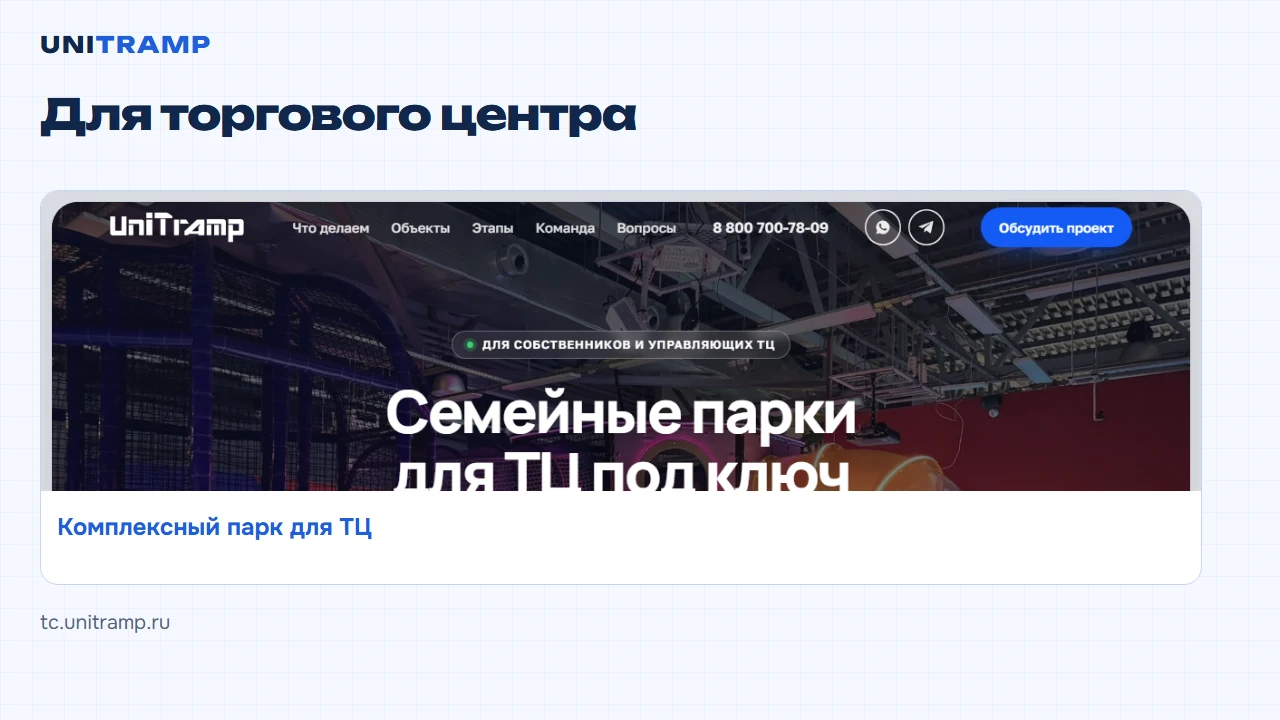 UNITRAMP
Для торгового центра
UniTramp
Что делаем Объекты Этапы Команда Вопросы 8 800 700-78-09 Обсудить проект
ДЛЯ СОБСТВЕННИКОВ И УПРАВЛЯЮЩИХ ТЦ
Семейные парки
для ТЦ под ключ
Комплексный парк для ТЦ
tc.unitramp.ru